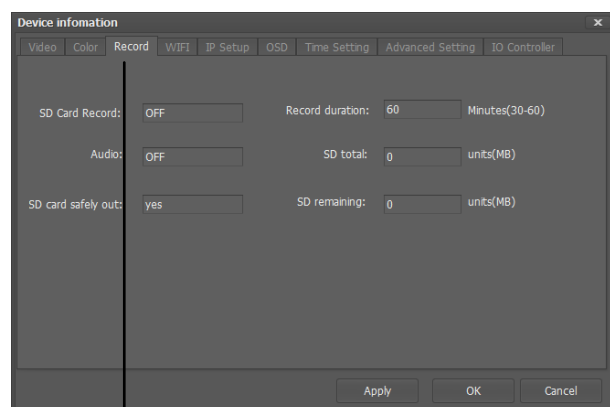 Device infomation x
Video Color Record WIFI IP Setup OSD Time Setting Advanced Setting IO Controller
SD Card Record: OFF Record duration: 60 Minutes(30-60)
Audio: OFF SD total: 0 units(MB)
SD card safely out: yes SD remaining: 0 units(MB)
Apply OK Cancel